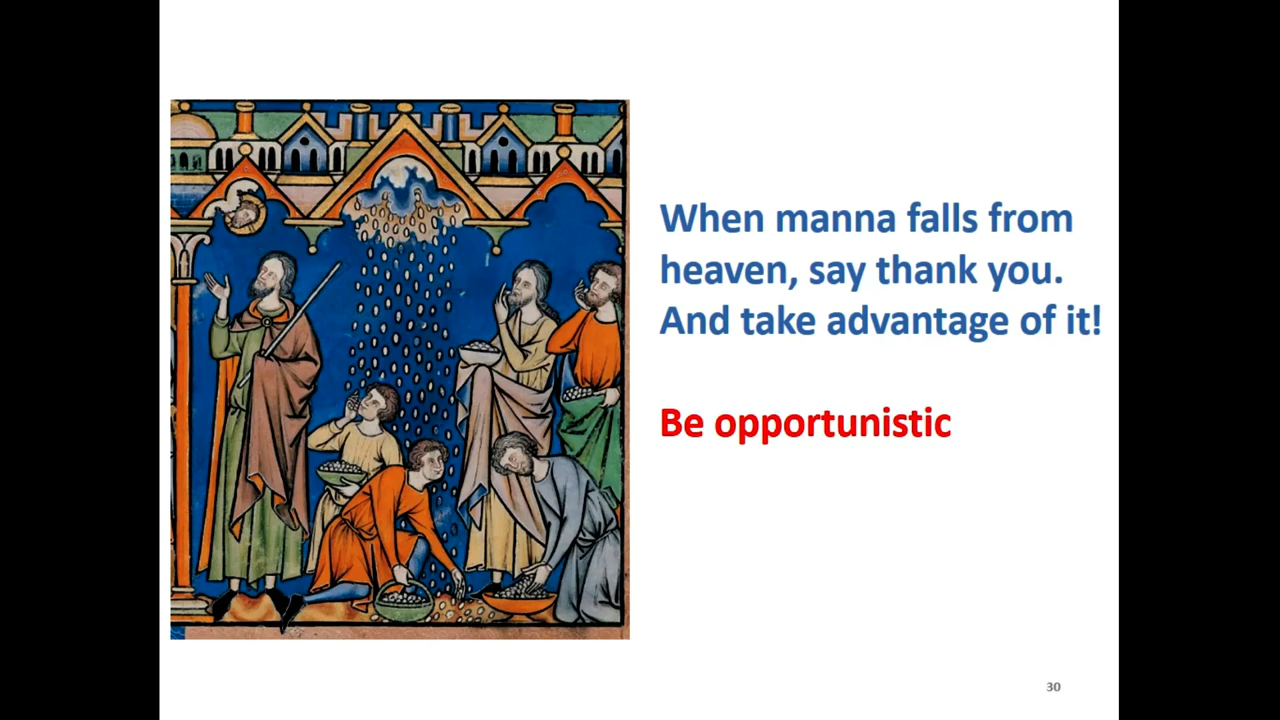 When manna falls from
heaven, say thank you.
And take advantage of it!
Be opportunistic
30